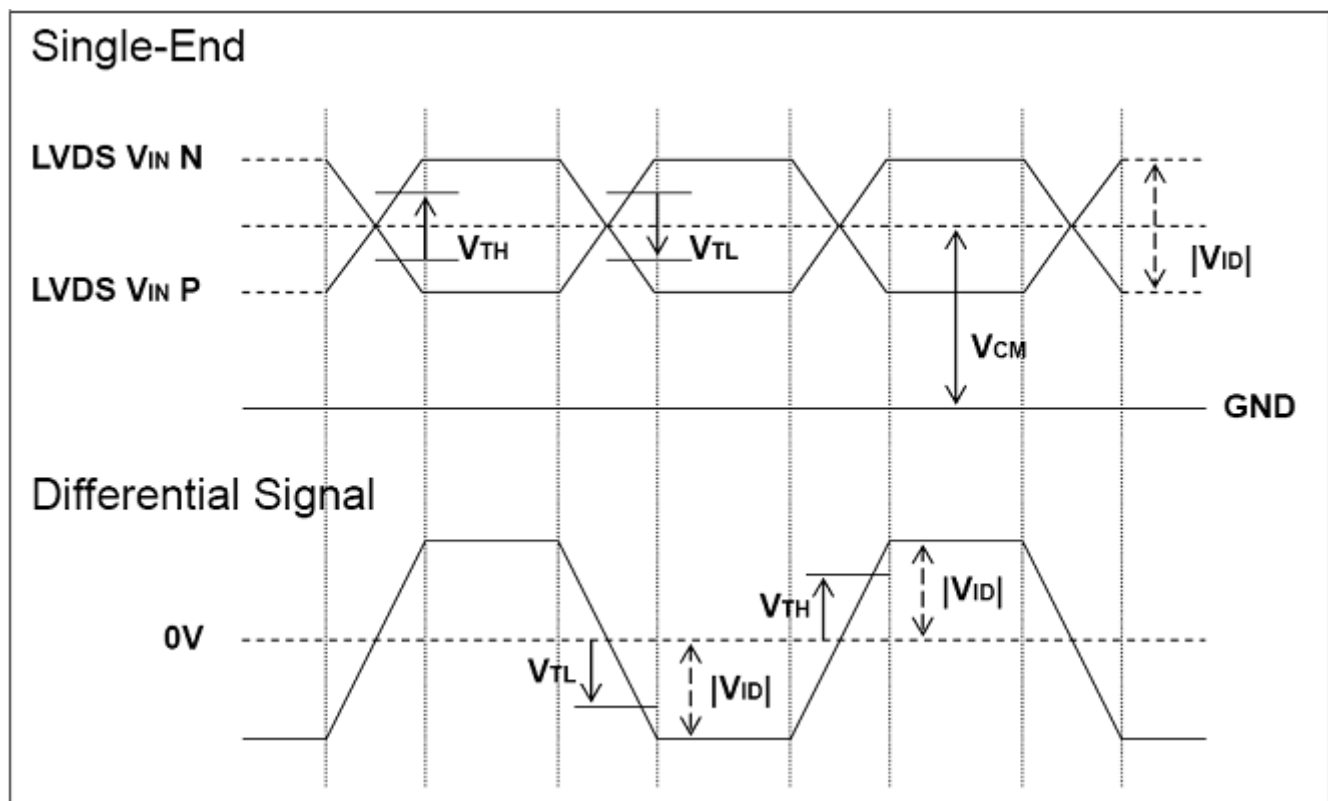 Single-End
LVDS VIN N
VTH
VTL
|VID|
LVDS VIN P
VCM
GND
Differential Signal
VTH
|VID|
0V
VTL
|VID|